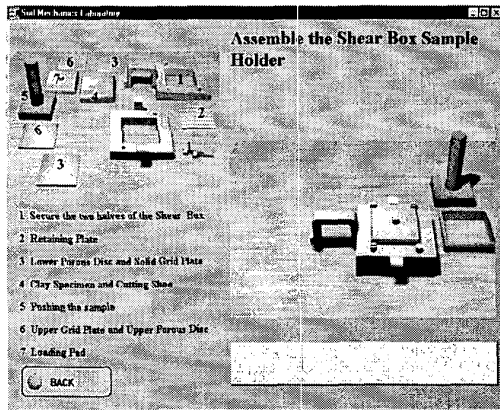 Soil Mechanics Laboratory
Assemble the Shear Box Sample
Holder
6
3
7
5
4
2
6
3
1 Secure the two halves of the Shear Box
2 Retaining Plate
3 Lower Porous Disc and Solid Grid Plate
4 Clay Specimen and Cutting Shoe
5 Pushing the sample
6 Upper Grid Plate and Upper Porous Disc
7 Loading Pad
BACK